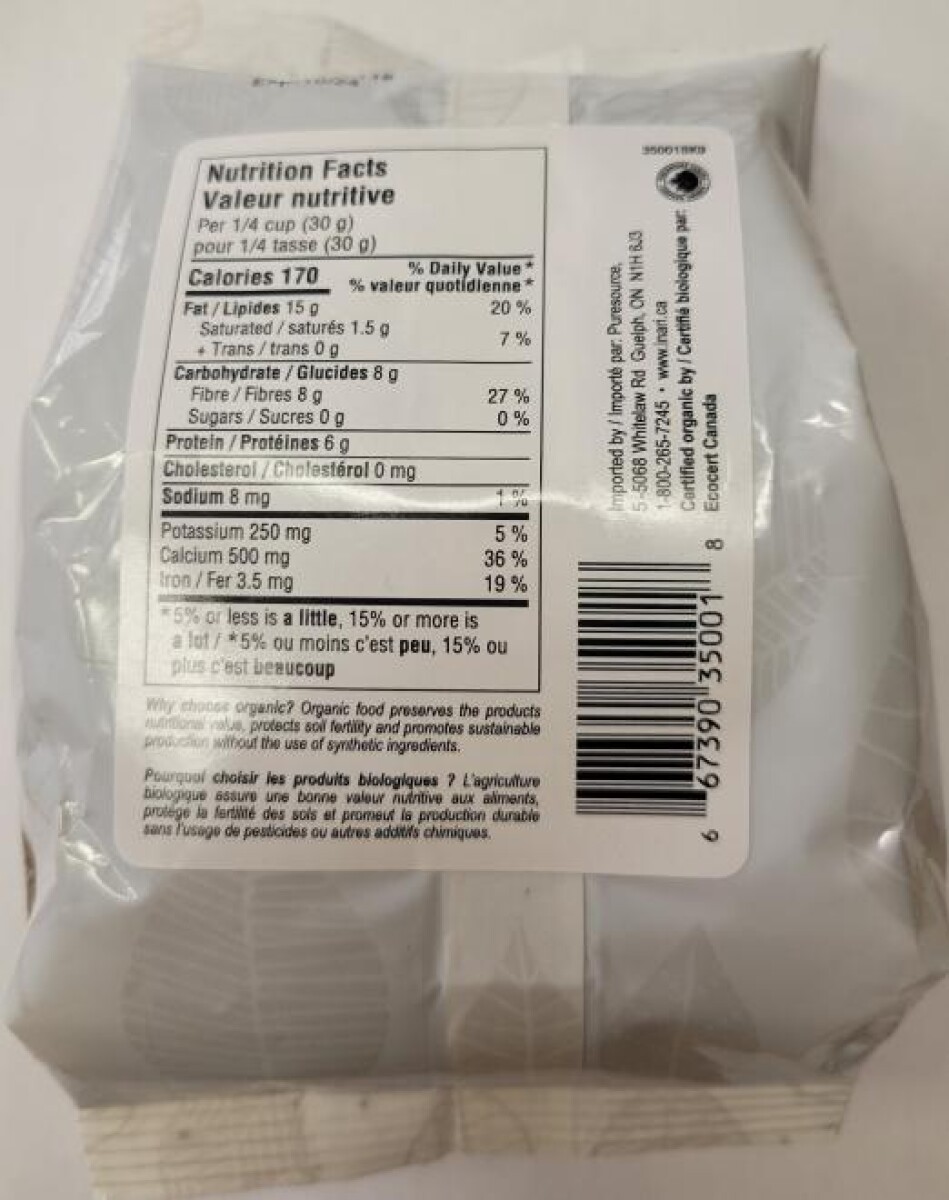 Nutrition Facts
Valeur nutritive
Per 1/4 cup (30 g)
pour 1/4 tasse (30 g)
Calories 170
% Daily Value*
% valeur quotidienne*
Fat / Lipides 15 g 20 %
Saturated / saturés 1.5 g
+ Trans / trans 0 g 7 %
Carbohydrate / Glucides 8 g
Fibre / Fibres 8 g 27 %
Sugars / Sucres 0 g 0 %
Protein / Protéines 6 g
Cholesterol / Cholestérol 0 mg
Sodium 8 mg 1 %
Potassium 250 mg 5 %
Calcium 500 mg 36 %
Iron / Fer 3.5 mg 19 %
*5% or less is a little, 15% or more is
a lot / *5% ou moins c'est peu, 15% ou
plus c'est beaucoup
Why choose organic? Organic food preserves the products
nutritional value, protects soil fertility and promotes sustainable
production without the use of synthetic ingredients.
Pourquoi choisir les produits biologiques ? L'agriculture
biologique assure une bonne valeur nutritive aux aliments,
protège la fertilité des sols et promeut la production durable
sans l'usage de pesticides ou autres additifs chimiques.
Imported by / Importé par: Puresource,
5-5068 Whitelaw Rd Guelph, ON N1H 6J3
1-800-265-7245 • www.inari.ca
Certified organic by / Certifié biologique par:
Ecocert Canada
6 67390 35001 8